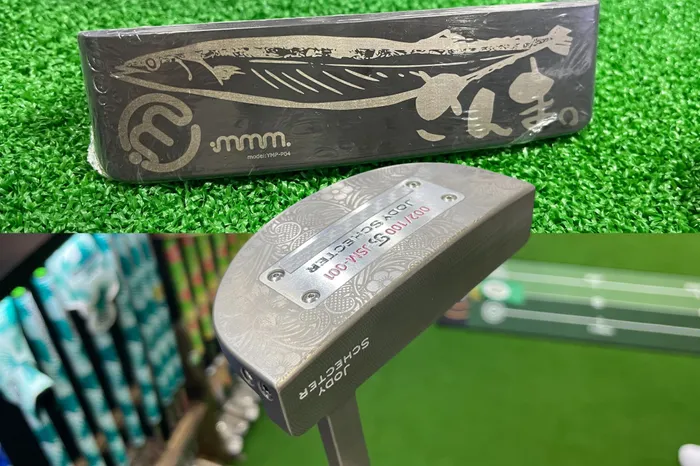 さんま。
mmm.
model:YMP-P04
002/100
JODY SCHECTER
JODY
SCHECTER